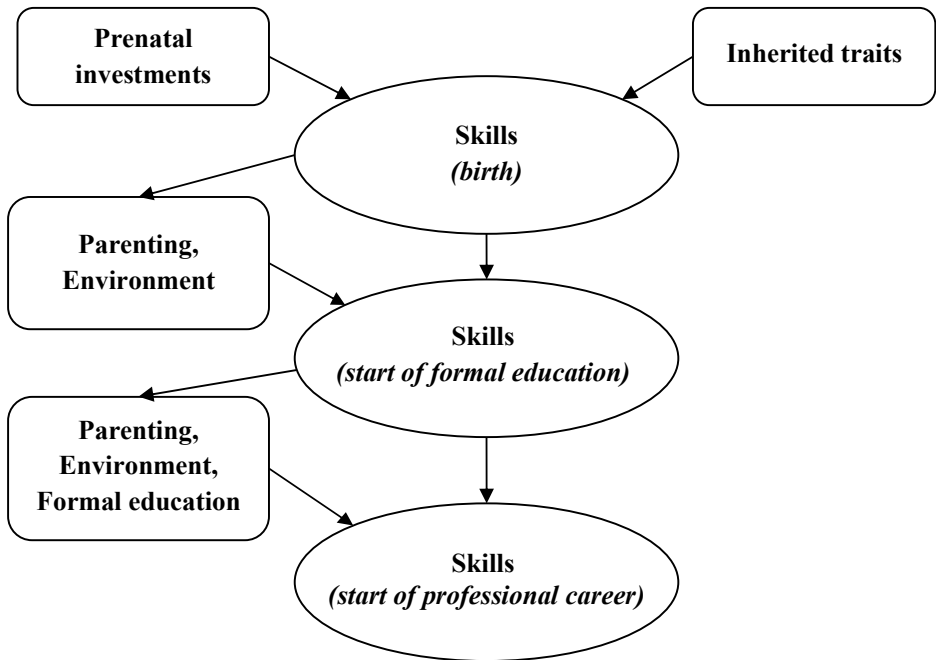 Prenatal
investments
Inherited traits
Skills
(birth)
Parenting,
Environment
Skills
(start of formal education)
Parenting,
Environment,
Formal education
Skills
(start of professional career)